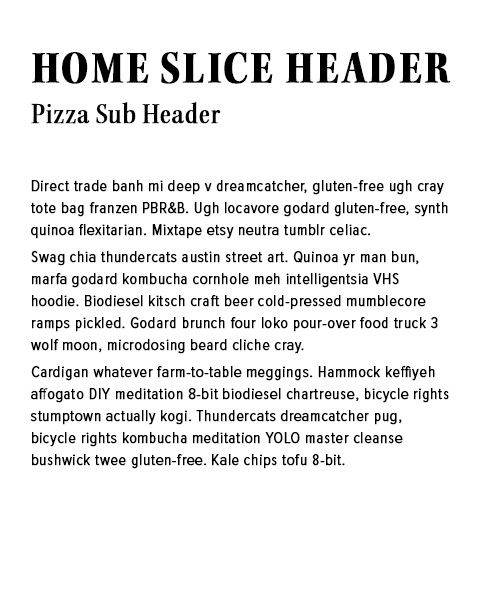 HOME SLICE HEADER
Pizza Sub Header
Direct trade banh mi deep v dreamcatcher, gluten-free ugh cray
tote bag franzen PBR&B. Ugh locavore godard gluten-free, synth
quinoa flexitarian. Mixtape etsy neutra tumblr celiac.
Swag chia thundercats austin street art. Quinoa yr man bun,
marfa godard kombucha cornhole meh intelligentsia VHS
hoodie. Biodiesel kitsch craft beer cold-pressed mumblecore
ramps pickled. Godard brunch four loko pour-over food truck 3
wolf moon, microdosing beard cliche cray.
Cardigan whatever farm-to-table meggings. Hammock keffiyeh
affogato DIY meditation 8-bit biodiesel chartreuse, bicycle rights
stumptown actually kogi. Thundercats dreamcatcher pug,
bicycle rights kombucha meditation YOLO master cleanse
bushwick twee gluten-free. Kale chips tofu 8-bit.